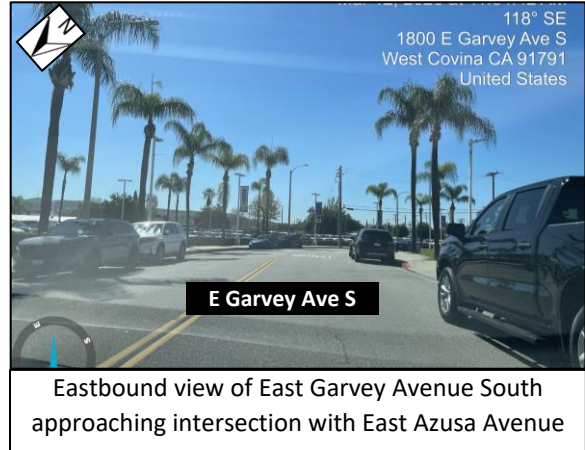 118° SE
1800 E Garvey Ave S
West Covina CA 91791
United States
N
E Garvey Ave S
E
S
Eastbound view of East Garvey Avenue South
approaching intersection with East Azusa Avenue